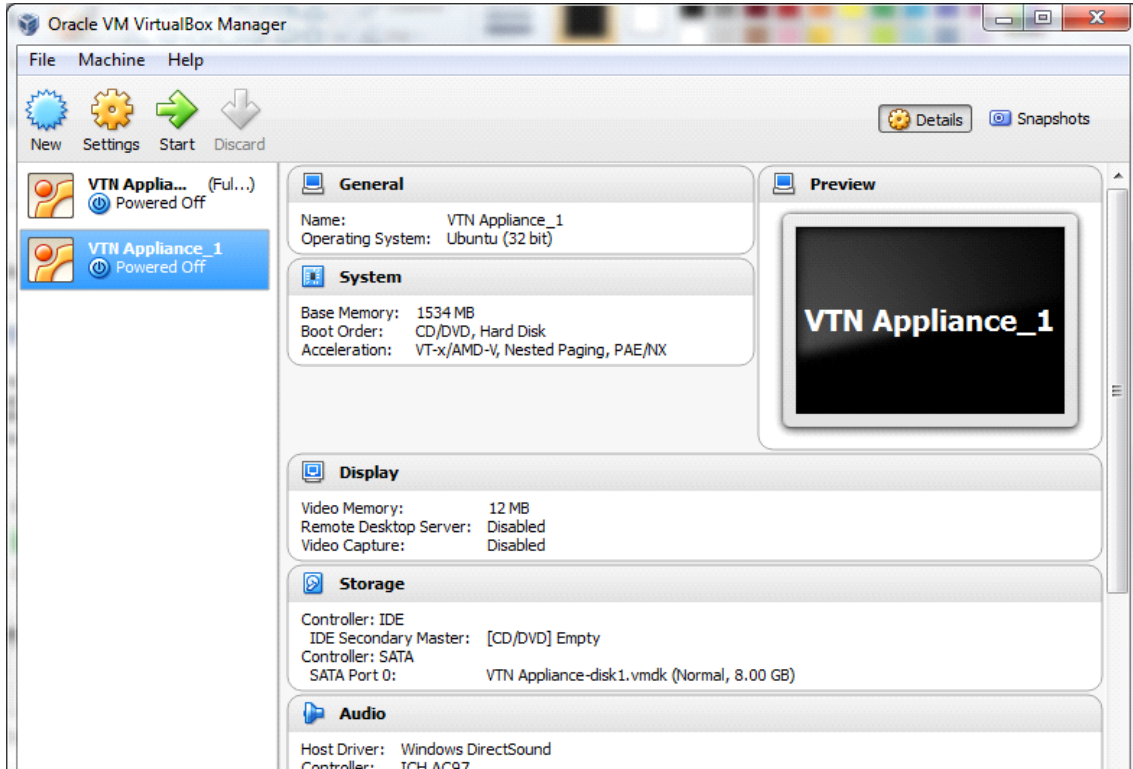 Oracle VM VirtualBox Manager
File Machine Help
New Settings Start Discard
Details Snapshots
VTN Applia... (Ful...)
Powered Off
VTN Appliance_1
Powered Off
General
Name: VTN Appliance_1
Operating System: Ubuntu (32 bit)
System
Base Memory: 1534 MB
Boot Order: CD/DVD, Hard Disk
Acceleration: VT-x/AMD-V, Nested Paging, PAE/NX
Preview
VTN Appliance_1
Display
Video Memory: 12 MB
Remote Desktop Server: Disabled
Video Capture: Disabled
Storage
Controller: IDE
IDE Secondary Master: [CD/DVD] Empty
Controller: SATA
SATA Port 0: VTN Appliance-disk1.vmdk (Normal, 8.00 GB)
Audio
Host Driver: Windows DirectSound
Controller: ICH AC97